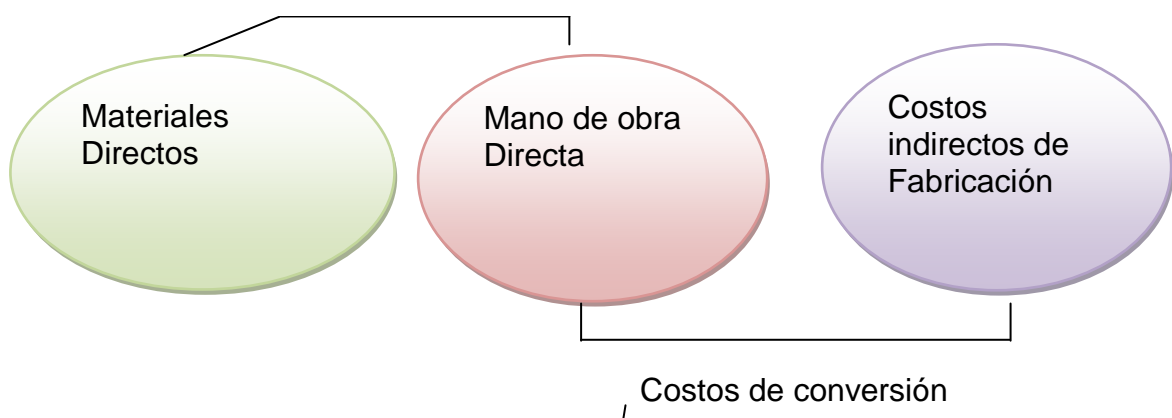 Materiales
Directos
Mano de obra
Directa
Costos
indirectos de
Fabricación
Costos de conversión